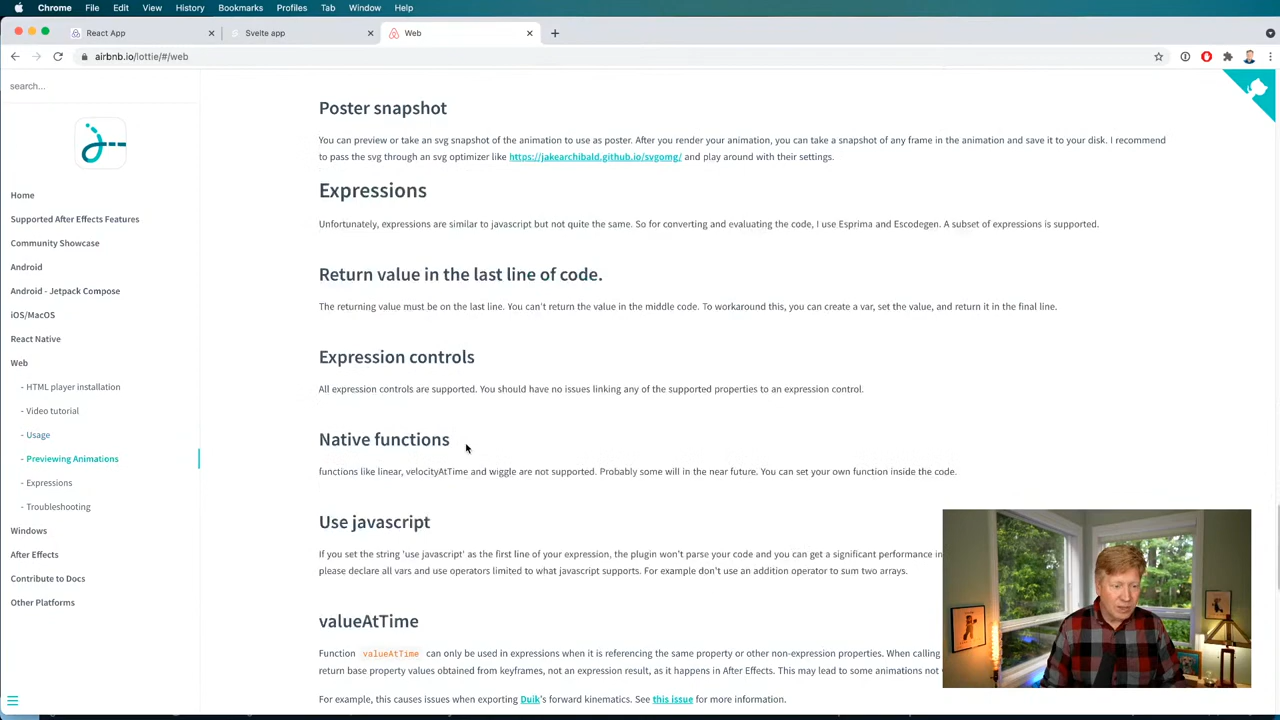 Chrome File Edit View History Bookmarks Profiles Tab Window Help
React App
Svelte app
Web
airbnb.io/lottie/#/web
search...
Home
Supported After Effects Features
Community Showcase
Android
Android - Jetpack Compose
iOS/MacOS
React Native
Web
- HTML player installation
- Video tutorial
- Usage
- Previewing Animations
- Expressions
- Troubleshooting
Windows
After Effects
Contribute to Docs
Other Platforms
Poster snapshot
You can preview or take an svg snapshot of the animation to use as poster. After you render your animation, you can take a snapshot of any frame in the animation and save it to your disk. I recommend
to pass the svg through an svg optimizer like https://jakearchibald.github.io/svgomg/ and play around with their settings.
Expressions
Unfortunately, expressions are similar to javascript but not quite the same. So for converting and evaluating the code, I use Esprima and Escodegen. A subset of expressions is supported.
Return value in the last line of code.
The returning value must be on the last line. You can't return the value in the middle code. To workaround this, you can create a var, set the value, and return it in the final line.
Expression controls
All expression controls are supported. You should have no issues linking any of the supported properties to an expression control.
Native functions
functions like linear, velocityAtTime and wiggle are not supported. Probably some will in the near future. You can set your own function inside the code.
Use javascript
If you set the string 'use javascript' as the first line of your expression, the plugin won't parse your code and you can get a significant performance in
please declare all vars and use operators limited to what javascript supports. For example don't use an addition operator to sum two arrays.
valueAtTime
Function valueAtTime can only be used in expressions when it is referencing the same property or other non-expression properties. When calling
return base property values obtained from keyframes, not an expression result, as it happens in After Effects. This may lead to some animations not
For example, this causes issues when exporting Duik's forward kinematics. See this issue for more information.